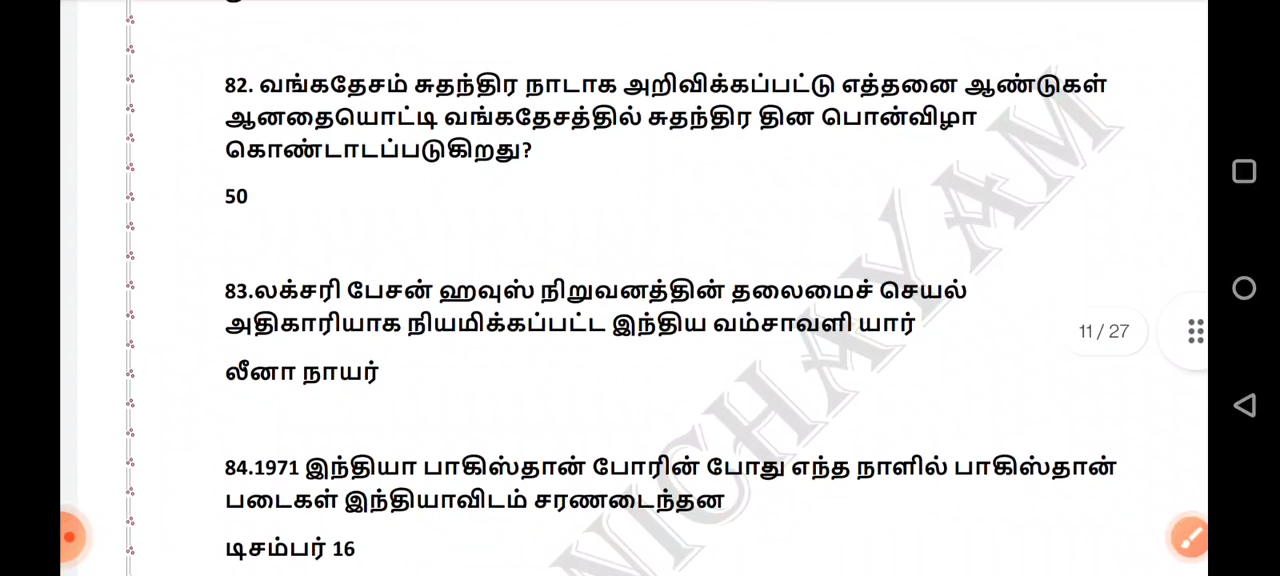 82. வங்கதேசம் சுதந்திர நாடாக அறிவிக்கப்பட்டு எத்தனை ஆண்டுகள்
ஆனதையொட்டி வங்கதேசத்தில் சுதந்திர தின பொன்விழா
கொண்டாடப்படுகிறது?
50
83.லக்சரி பேசன் ஹவுஸ் நிறுவனத்தின் தலைமைச் செயல்
அதிகாரியாக நியமிக்கப்பட்ட இந்திய வம்சாவளி யார்
11 / 27
லீனா நாயர்
84.1971 இந்தியா பாகிஸ்தான் போரின் போது எந்த நாளில் பாகிஸ்தான்
படைகள் இந்தியாவிடம் சரணடைந்தன
டிசம்பர் 16
NICHAYAM